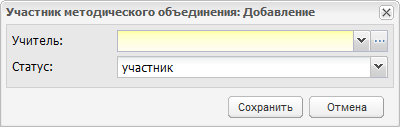 Участник методического объединения: Добавление
Учитель:
Статус: участник
Сохранить Отмена